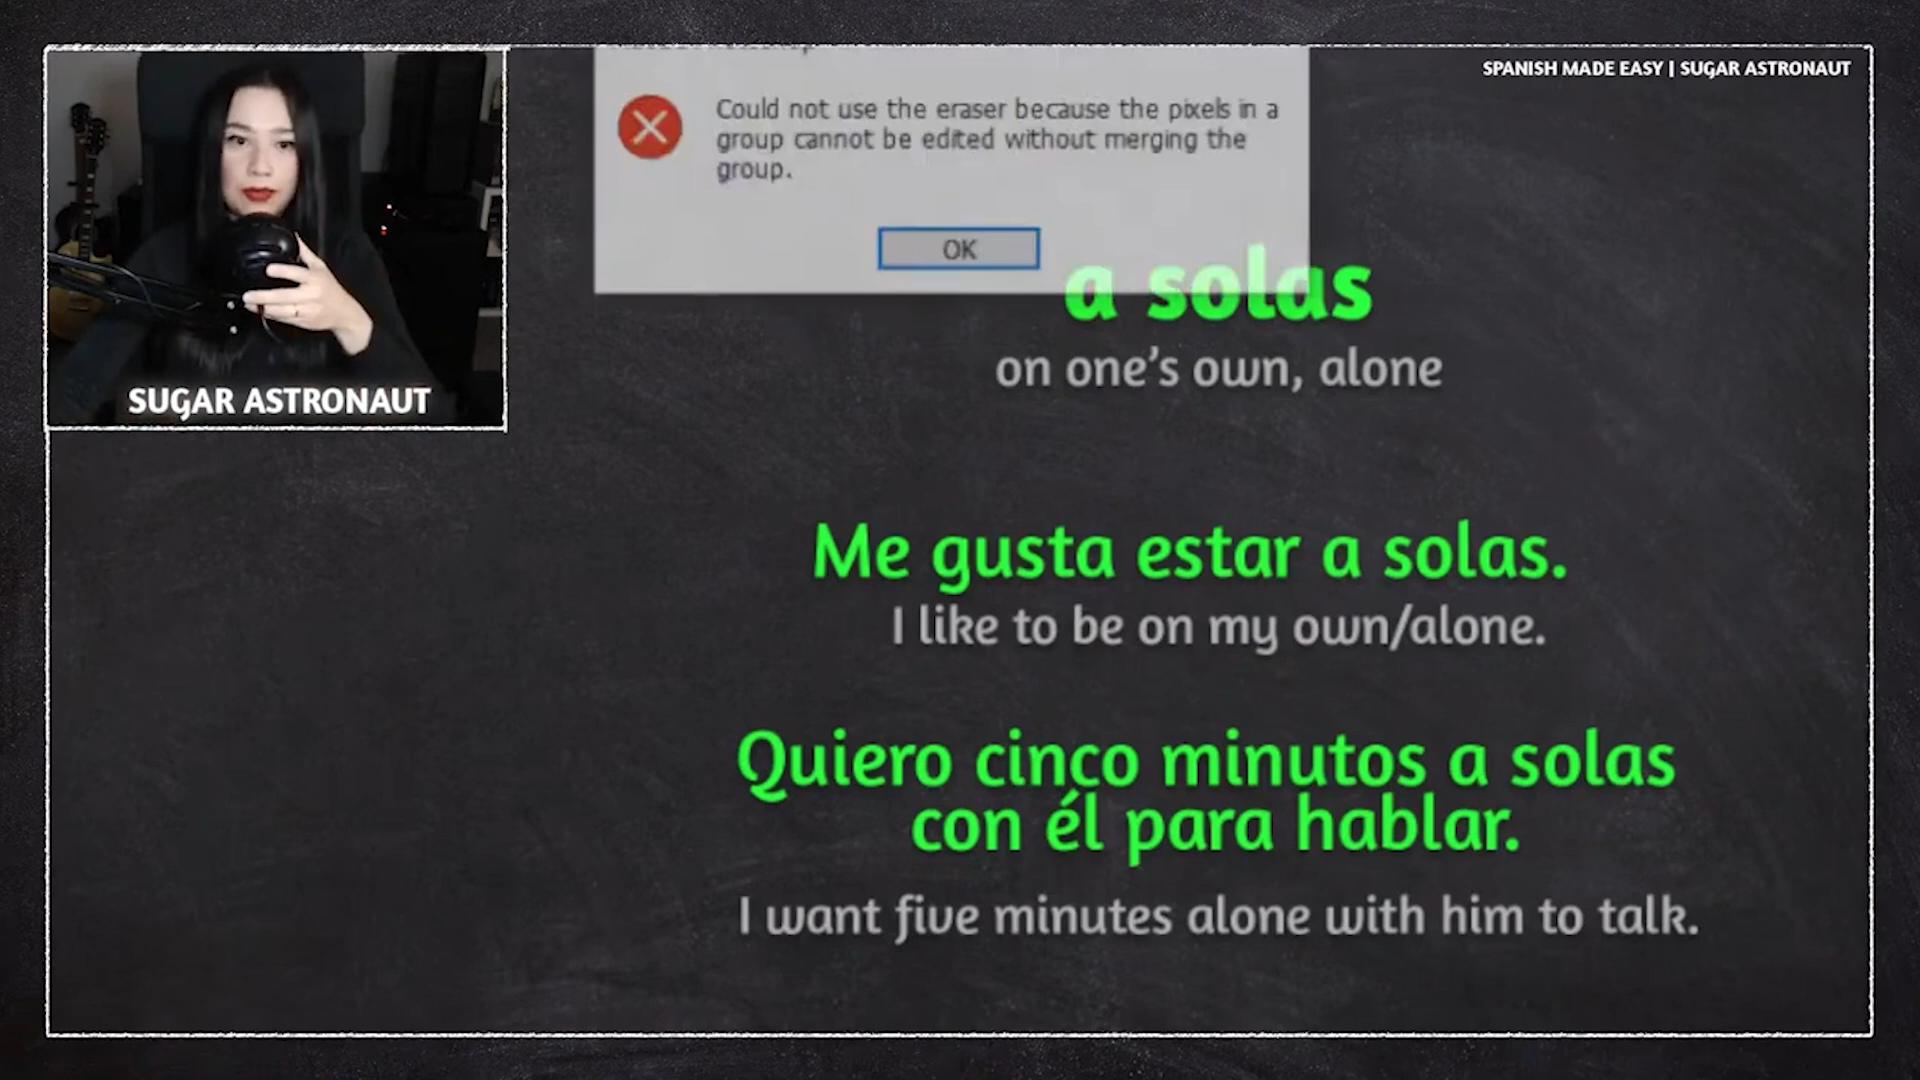 SPANISH MADE EASY | SUGAR ASTRONAUT
Could not use the eraser because the pixels in a
group cannot be edited without merging the
group.
OK
SUGAR ASTRONAUT
a solas
on one's own, alone
Me gusta estar a solas.
I like to be on my own/alone.
Quiero cinco minutos a solas
con él para hablar.
I want five minutes alone with him to talk.